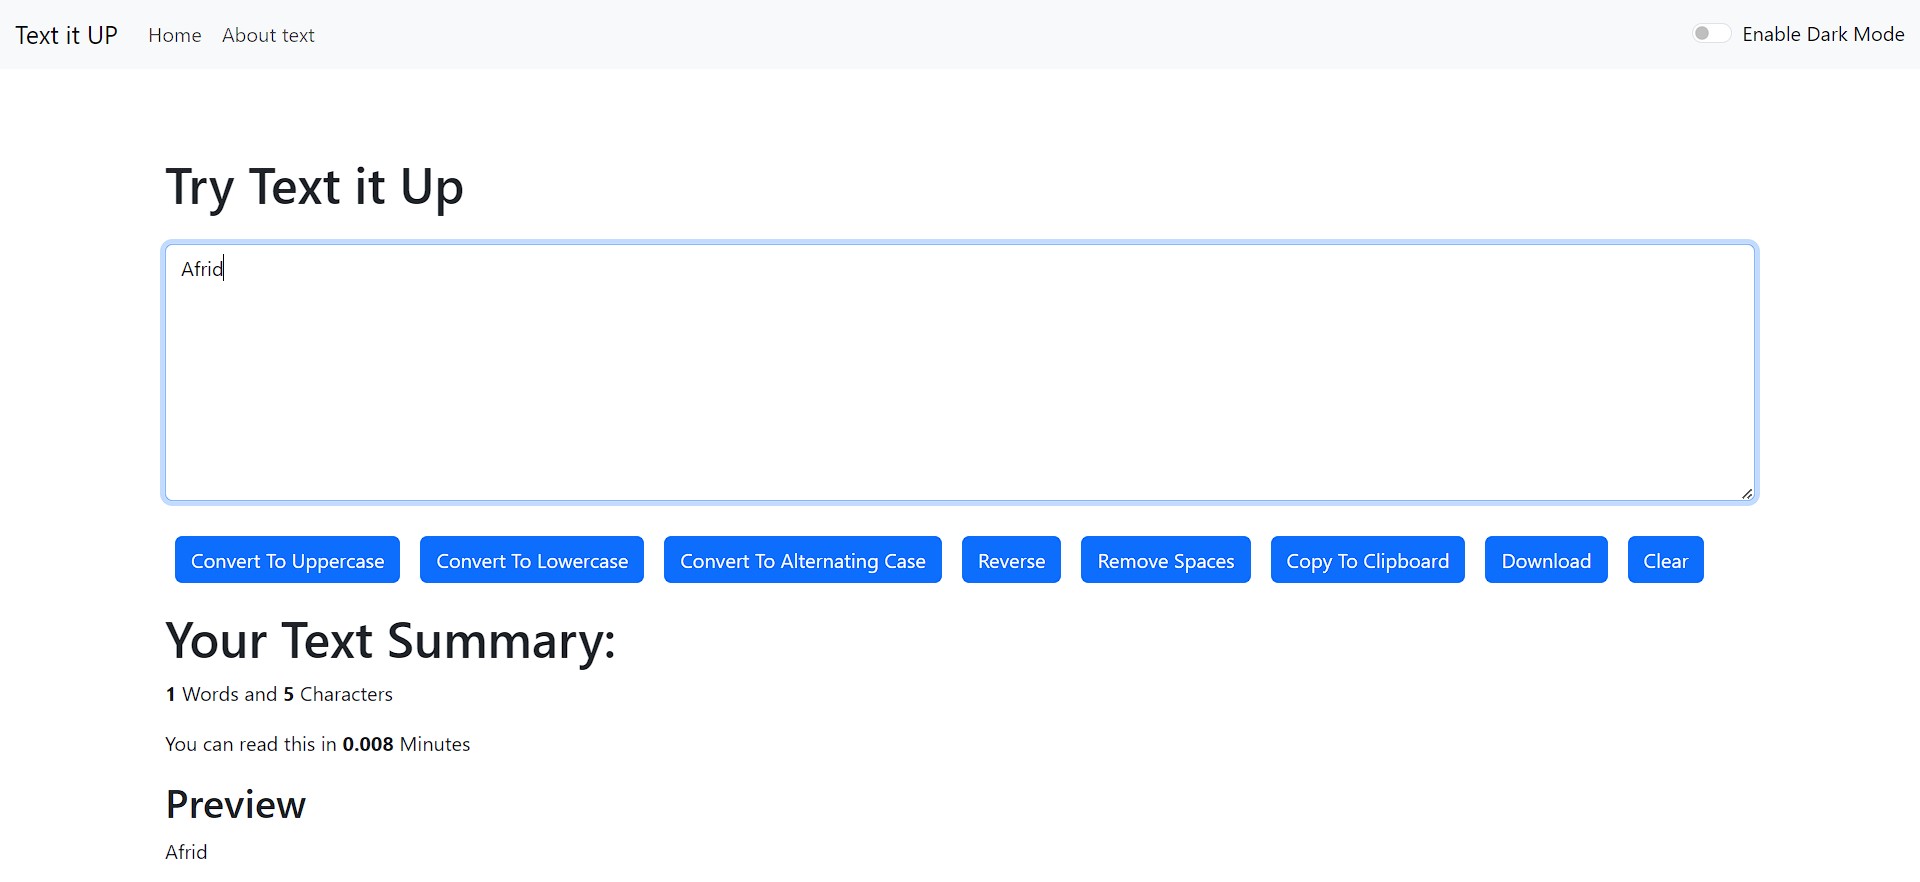 Text it UP Home About text Enable Dark Mode
Try Text it Up
Afrid
Convert To Uppercase Convert To Lowercase Convert To Alternating Case Reverse Remove Spaces Copy To Clipboard Download Clear
Your Text Summary:
1 Words and 5 Characters
You can read this in 0.008 Minutes
Preview
Afrid